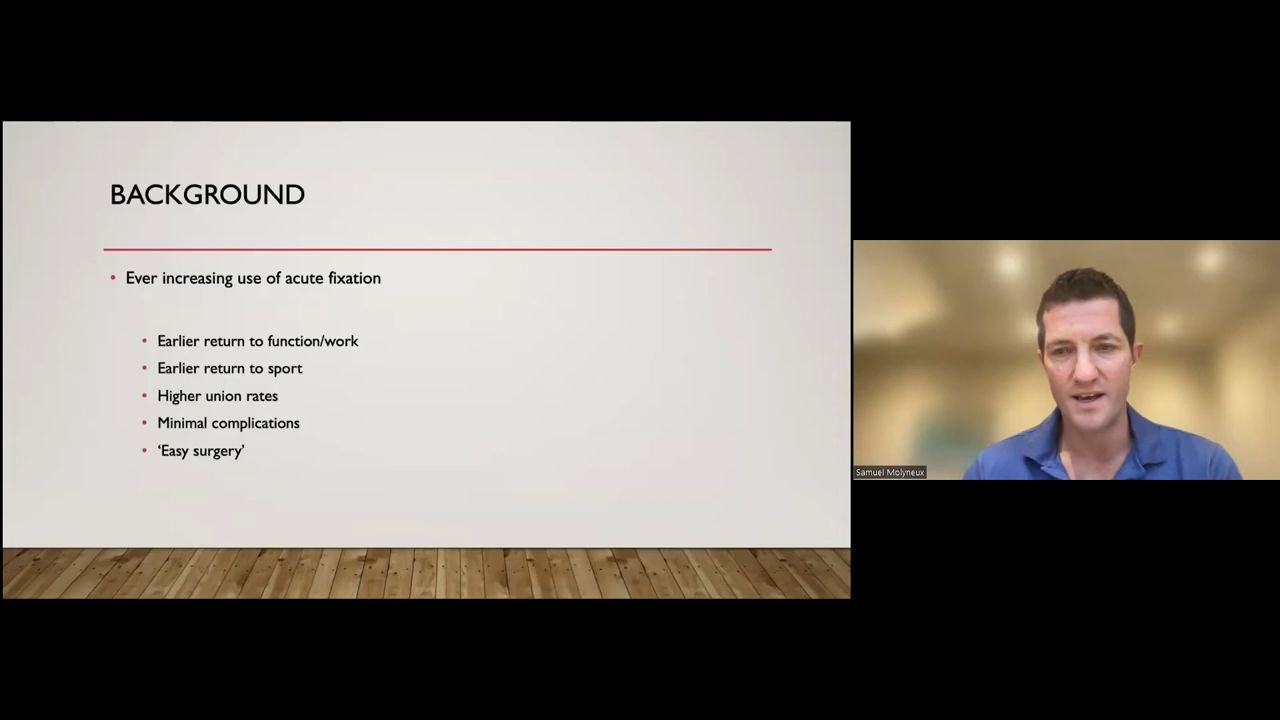 BACKGROUND
• Ever increasing use of acute fixation
• Earlier return to function/work
• Earlier return to sport
• Higher union rates
• Minimal complications
• ‘Easy surgery’
Samuel Molyneux